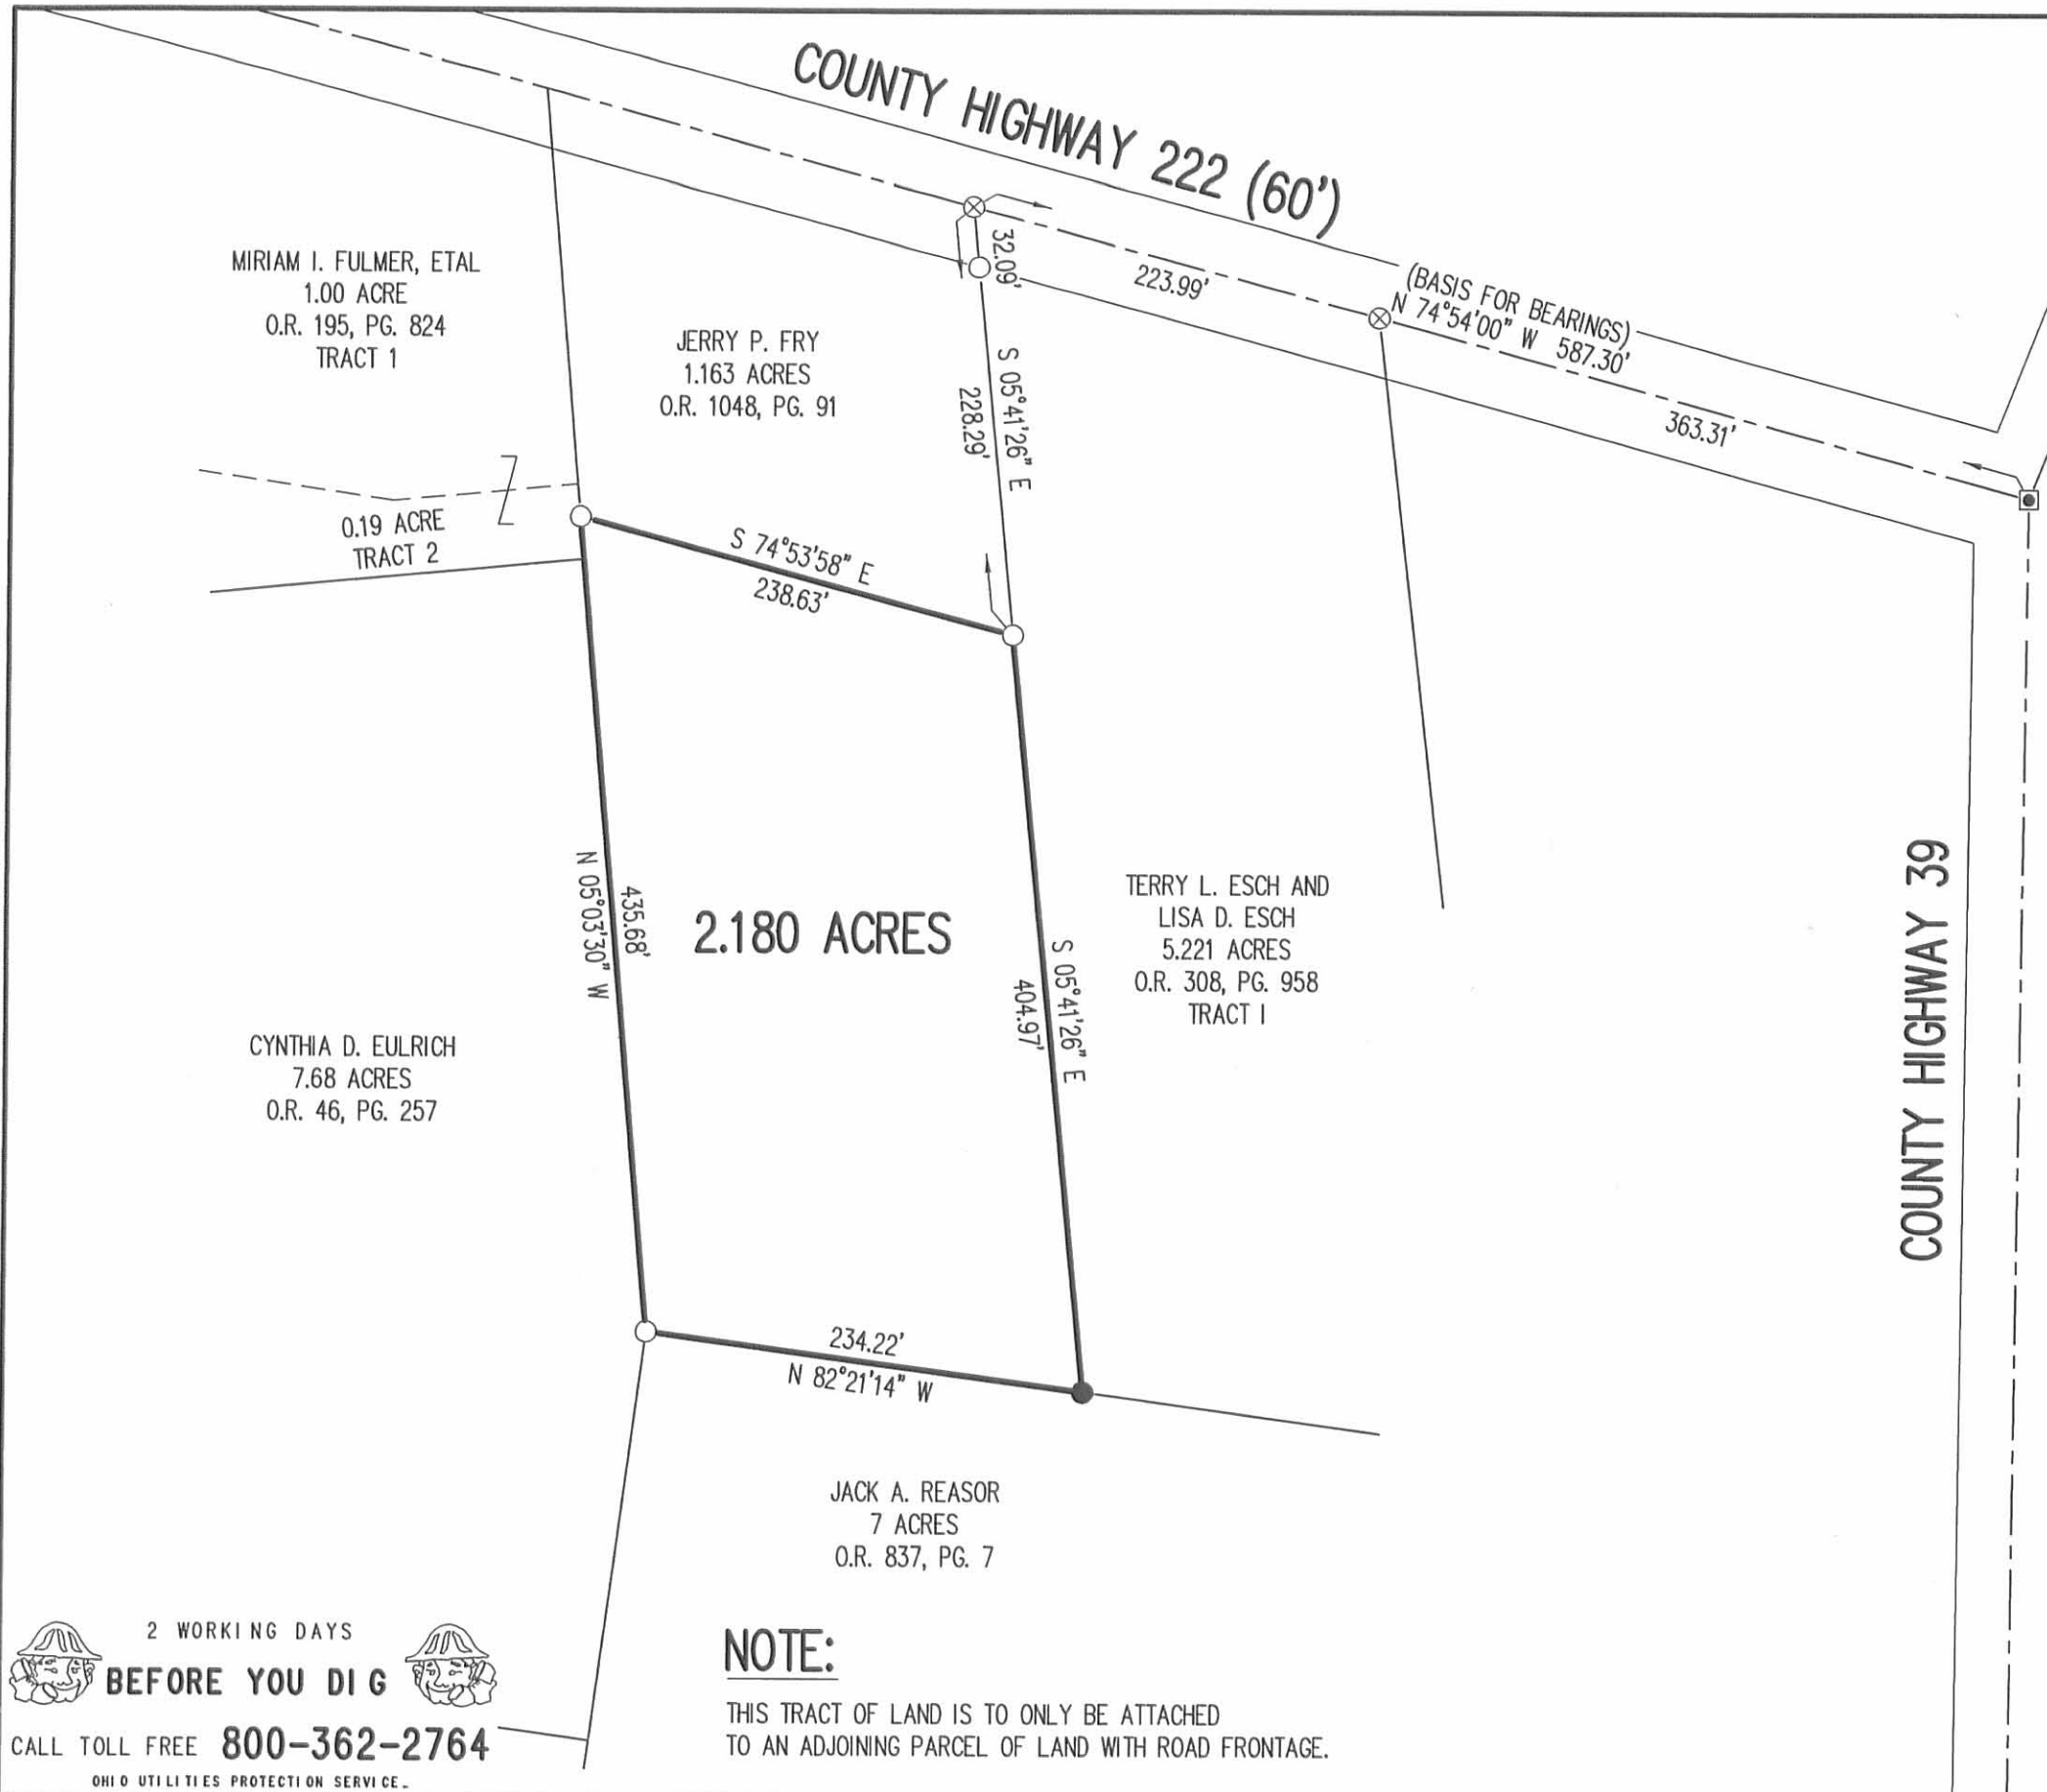 COUNTY HIGHWAY 222 (60')
(BASIS FOR BEARINGS)
N 74°54'00" W 587.30'
223.99'
363.31'
32.09'
MIRIAM I. FULMER, ETAL
1.00 ACRE
O.R. 195, PG. 824
TRACT 1
JERRY P. FRY
1.163 ACRES
O.R. 1048, PG. 91
S 05°41'26" E
228.29'
0.19 ACRE
TRACT 2
S 74°53'58" E
238.63'
N 05°03'30" W
435.68'
2.180 ACRES
S 05°41'26" E
404.97'
TERRY L. ESCH AND
LISA D. ESCH
5.221 ACRES
O.R. 308, PG. 958
TRACT I
COUNTY HIGHWAY 39
CYNTHIA D. EULRICH
7.68 ACRES
O.R. 46, PG. 257
234.22'
N 82°21'14" W
JACK A. REASOR
7 ACRES
O.R. 837, PG. 7
2 WORKING DAYS
BEFORE YOU DIG
CALL TOLL FREE 800-362-2764
OHIO UTILITIES PROTECTION SERVICE.
NOTE:
THIS TRACT OF LAND IS TO ONLY BE ATTACHED
TO AN ADJOINING PARCEL OF LAND WITH ROAD FRONTAGE.